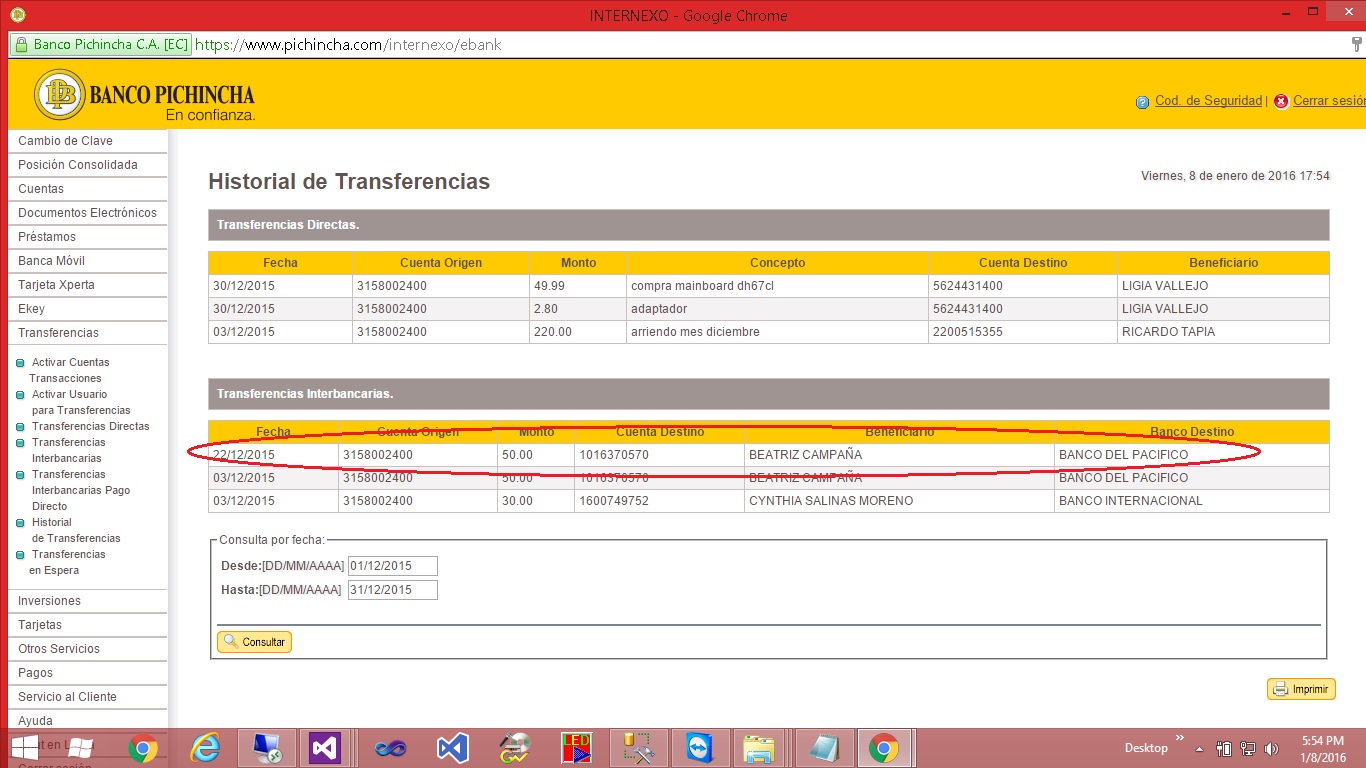 INTERNEXO - Google Chrome
Banco Pichincha C.A. [EC] https://www.pichincha.com/internexo/ebank
BANCO PICHINCHA
En confianza.
Cod. de Seguridad | Cerrar sesión
Cambio de Clave
Posición Consolidada
Cuentas
Documentos Electrónicos
Préstamos
Banca Móvil
Tarjeta Xperta
Ekey
Transferencias
Activar Cuentas
Transacciones
Activar Usuario
para Transferencias
Transferencias Directas
Transferencias
Interbancarias
Transferencias
Interbancarias Pago
Directo
Historial
de Transferencias
Transferencias
en Espera
Inversiones
Tarjetas
Otros Servicios
Pagos
Servicio al Cliente
Ayuda
Historial de Transferencias
Viernes, 8 de enero de 2016 17:54
Transferencias Directas.
Fecha Cuenta Origen Monto Concepto Cuenta Destino Beneficiario
30/12/2015 3158002400 49.99 compra mainboard dh67cl 5624431400 LIGIA VALLEJO
30/12/2015 3158002400 2.80 adaptador 5624431400 LIGIA VALLEJO
03/12/2015 3158002400 220.00 arriendo mes diciembre 2200515355 RICARDO TAPIA
Transferencias Interbancarias.
Fecha Cuenta Origen Monto Cuenta Destino Beneficiario Banco Destino
22/12/2015 3158002400 50.00 1016370570 BEATRIZ CAMPAÑA BANCO DEL PACIFICO
03/12/2015 3158002400 50.00 1016370570 BEATRIZ CAMPAÑA BANCO DEL PACIFICO
03/12/2015 3158002400 30.00 1600749752 CYNTHIA SALINAS MORENO BANCO INTERNACIONAL
Consulta por fecha:
Desde:[DD/MM/AAAA] 01/12/2015
Hasta:[DD/MM/AAAA] 31/12/2015
Consultar
Imprimir
LED
Desktop
5:54 PM
1/8/2016